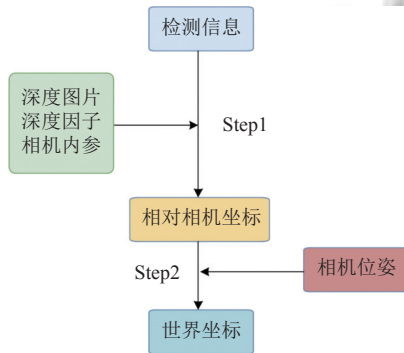 检测信息
深度图片
深度因子
相机内参
Step1
相对相机坐标
Step2
相机位姿
世界坐标